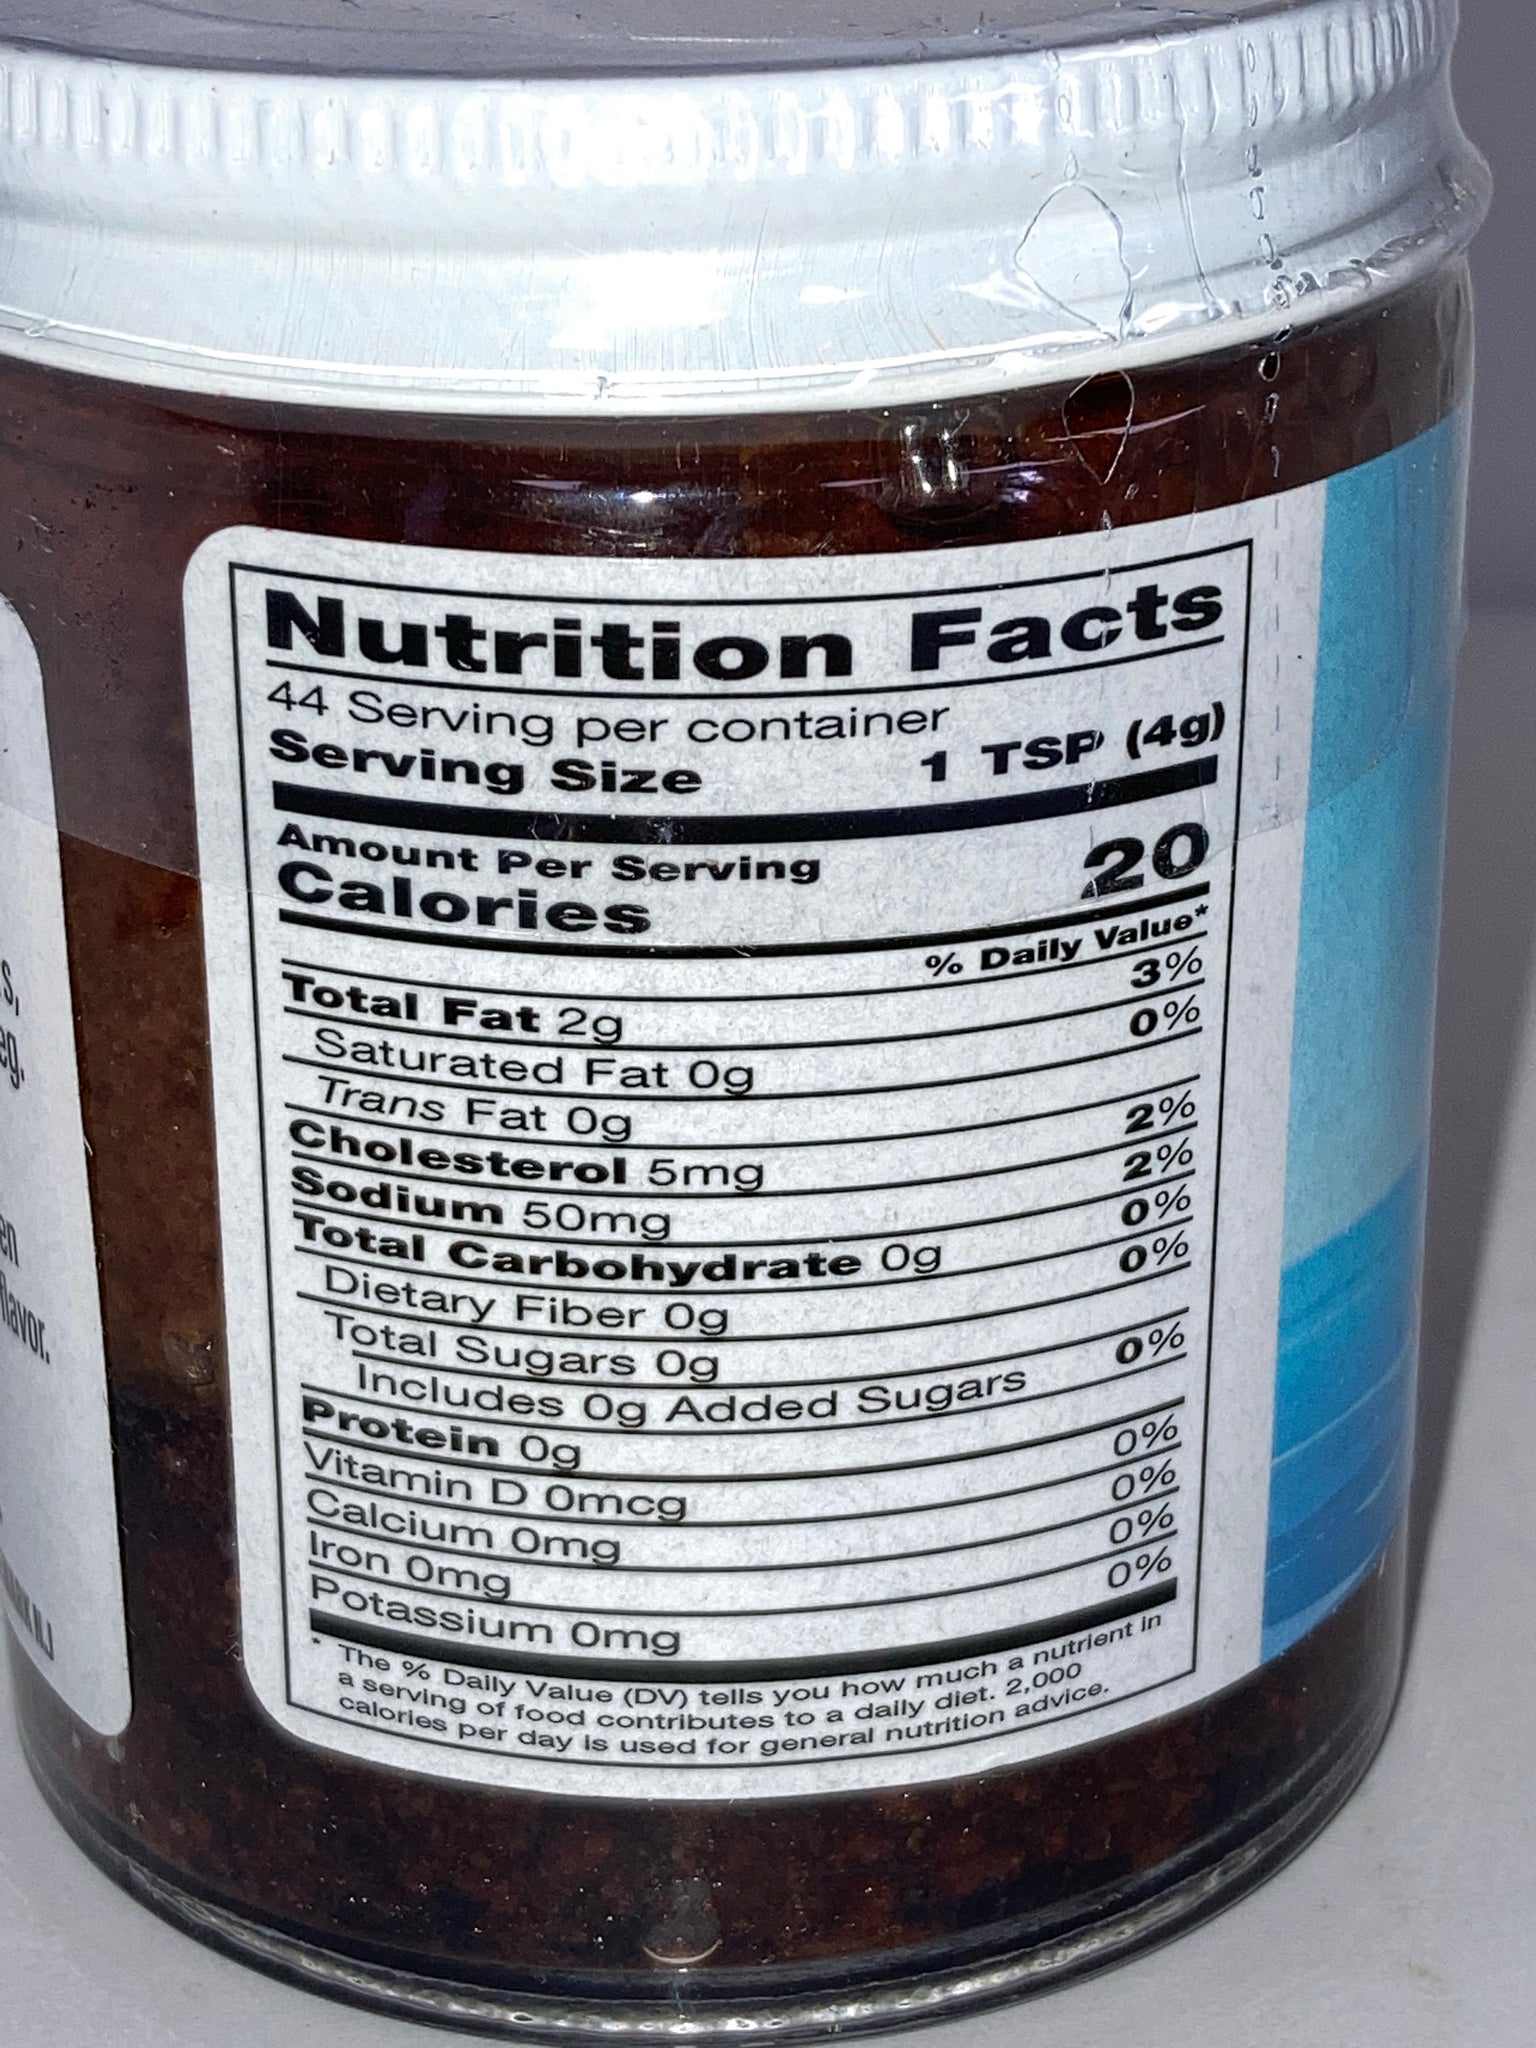 Nutrition Facts
44 Serving per container
Serving Size 1 TSP (4g)
Amount Per Serving
Calories 20
% Daily Value*
Total Fat 2g 3%
Saturated Fat 0g 0%
Trans Fat 0g
Cholesterol 5mg 2%
Sodium 50mg 2%
Total Carbohydrate 0g 0%
Dietary Fiber 0g 0%
Total Sugars 0g
Includes 0g Added Sugars 0%
Protein 0g
Vitamin D 0mcg 0%
Calcium 0mg 0%
Iron 0mg 0%
Potassium 0mg 0%
* The % Daily Value (DV) tells you how much a nutrient in
a serving of food contributes to a daily diet. 2,000
calories per day is used for general nutrition advice.
flavor.